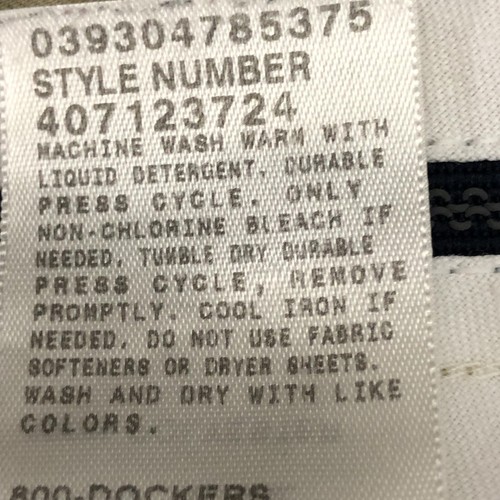 039304785375
STYLE NUMBER
407123724
MACHINE WASH WARM WITH
LIQUID DETERGENT, DURABLE
PRESS CYCLE. ONLY
NON-CHLORINE BLEACH IF
NEEDED. TUMBLE DRY DURABLE
PRESS CYCLE, REMOVE
PROMPTLY. COOL IRON IF
NEEDED. DO NOT USE FABRIC
SOFTENERS OR DRYER SHEETS.
WASH AND DRY WITH LIKE
COLORS.
800-DOCKERS